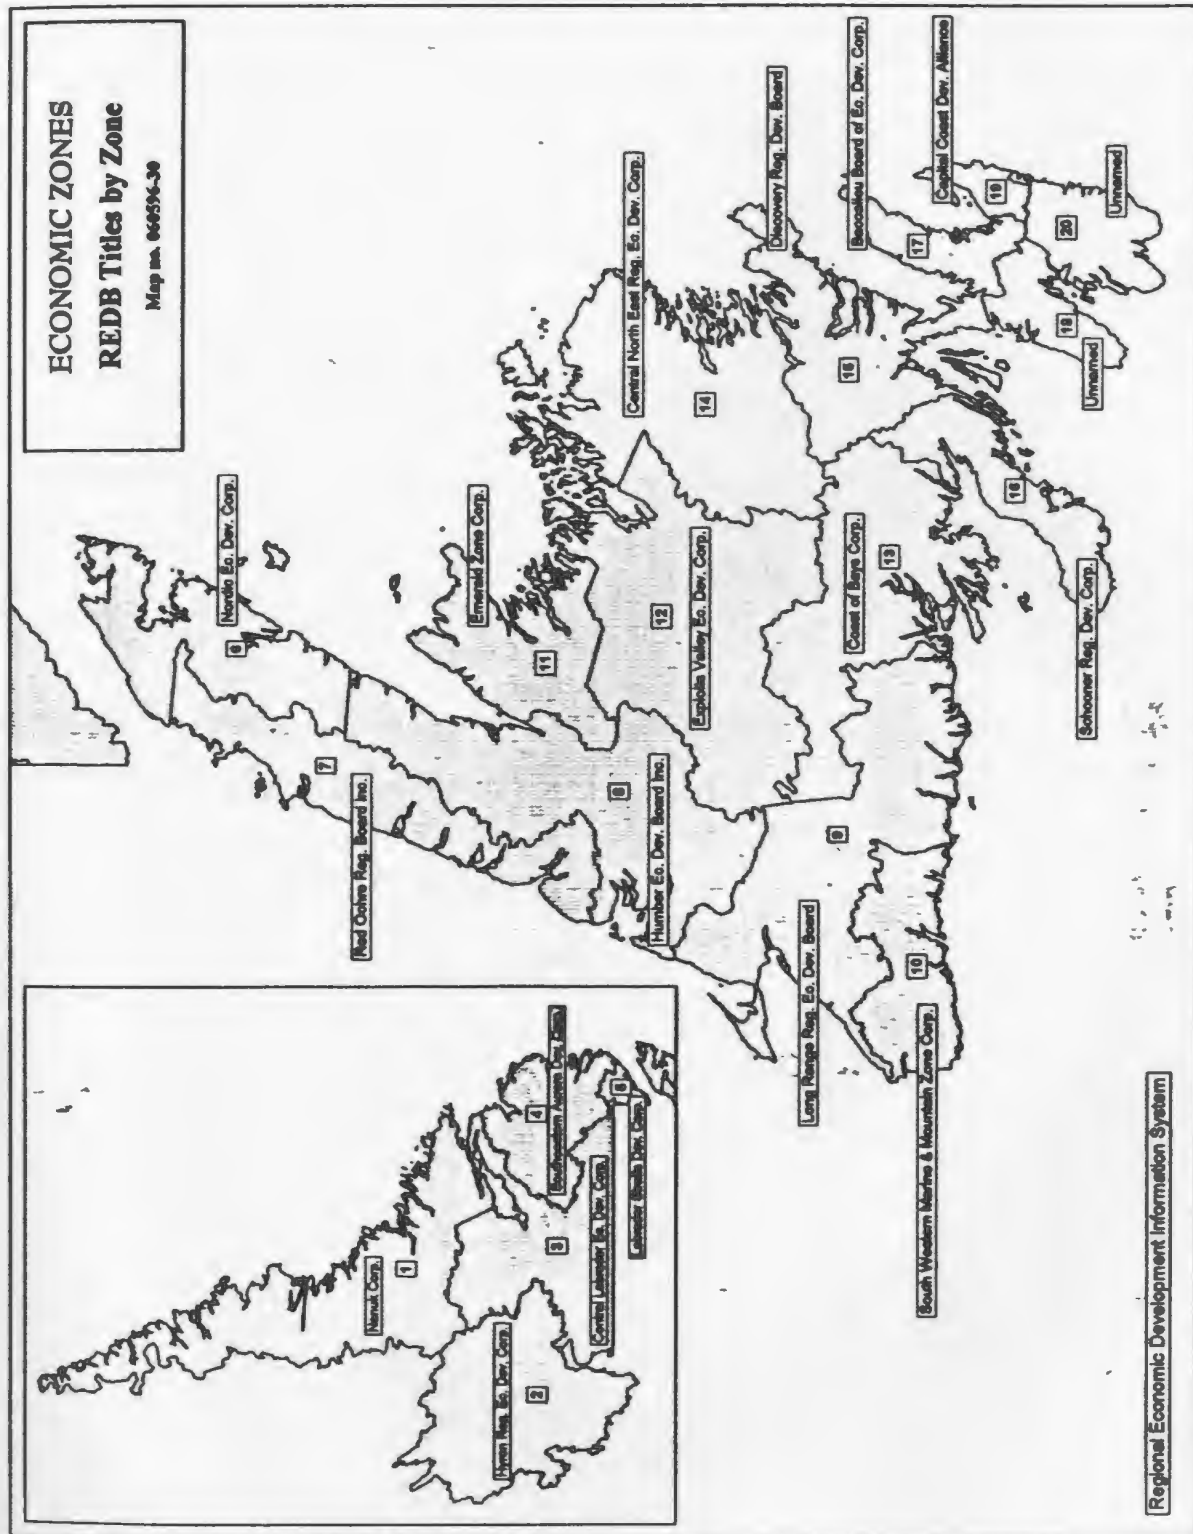 ECONOMIC ZONES
REDB Titles by Zone
Map no. 060596-30
Nordic Ec. Dev. Corp.
6
7
Red Ochre Reg. Board Inc.
Emerald Zone Corp.
11
8
Humber Ec. Dev. Board Inc.
Central North East Reg. Ec. Dev. Corp.
14
12
Exploits Valley Ec. Dev. Corp.
Discovery Reg. Dev. Board
15
Baccalieu Board of Ec. Dev. Corp.
17
Capital Coast Dev. Alliance
19
20
Unnamed
18
Unnamed
16
Schooner Reg. Dev. Corp.
Coast of Bays Corp.
13
9
Long Range Reg. Ec. Dev. Board
10
South Western Marine & Mountain Zone Corp.
Nanuk Corp.
1
Hyron Reg. Ec. Dev. Corp.
2
3
Central Labrador Ec. Dev. Corp.
4
Southeastern Aurora Dev. Corp.
5
Labrador Straits Dev. Corp.
Regional Economic Development Information System